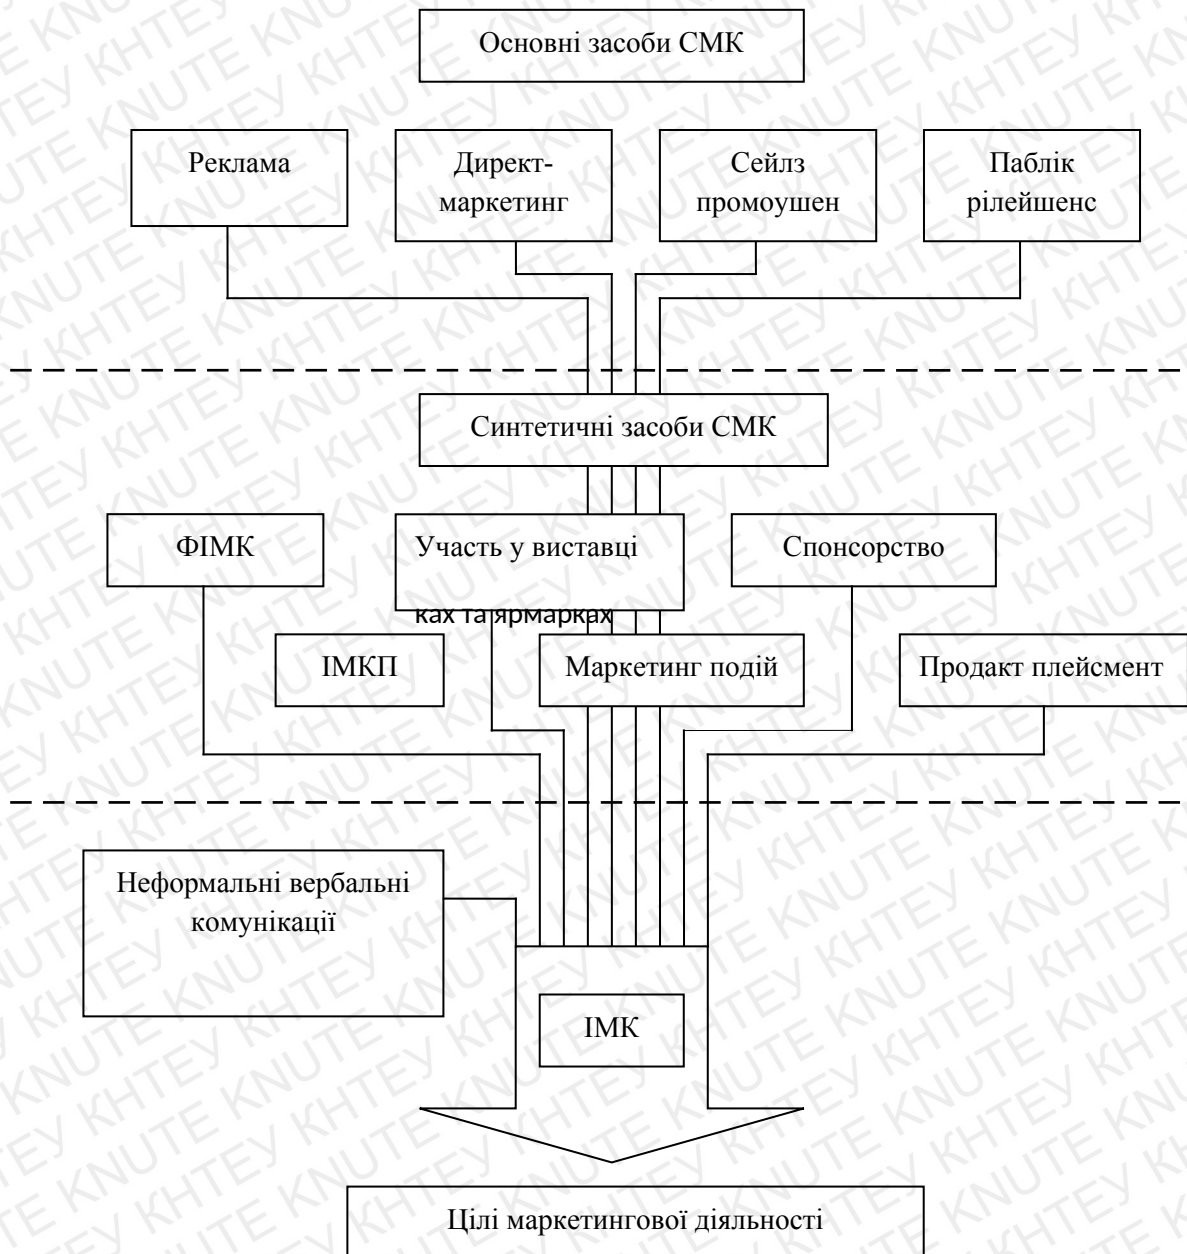 Основні засоби СМК
Реклама
Директ-
маркетинг
Сейлз
промоушен
Паблік
рілейшенс
Синтетичні засоби СМК
ФІМК
Участь у виставці
ках та ярмарках
Спонсорство
ІМКП
Маркетинг подій
Продакт плейсмент
Неформальні вербальні
комунікації
ІМК
Цілі маркетингової діяльності